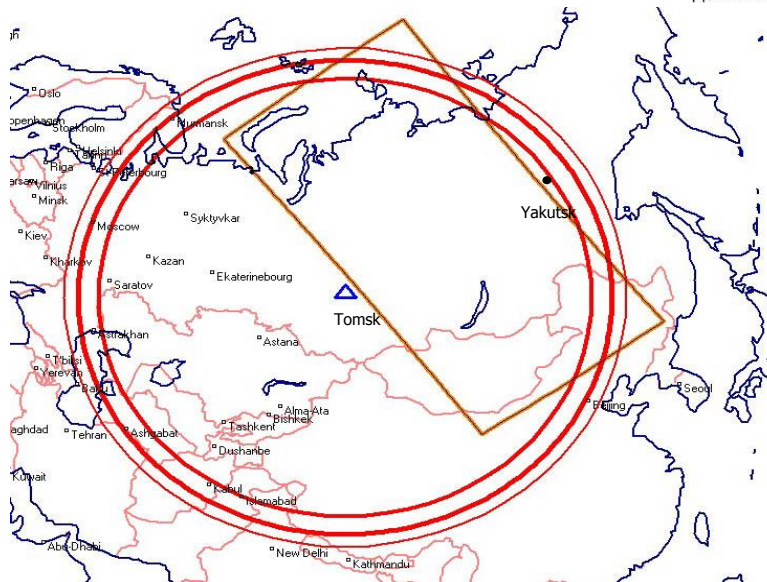 Oslo
Stockholm
Murmansk
Helsinki
Riga
Vilnius
Minsk
Moscow
Syktyvkar
Yakutsk
Kiev
Kharkov
Kazan
Saratov
Ekaterinebourg
Tomsk
Astrakhan
Astana
T'bilisi
Yerevan
Baku
Seoul
Alma-Ata
Bishkek
Beijing
Tashkent
Ashgabat
Tehran
Dushanbe
Kuwait
Kabul
Islamabad
Abu-Dhabi
New Delhi
Kathmandu